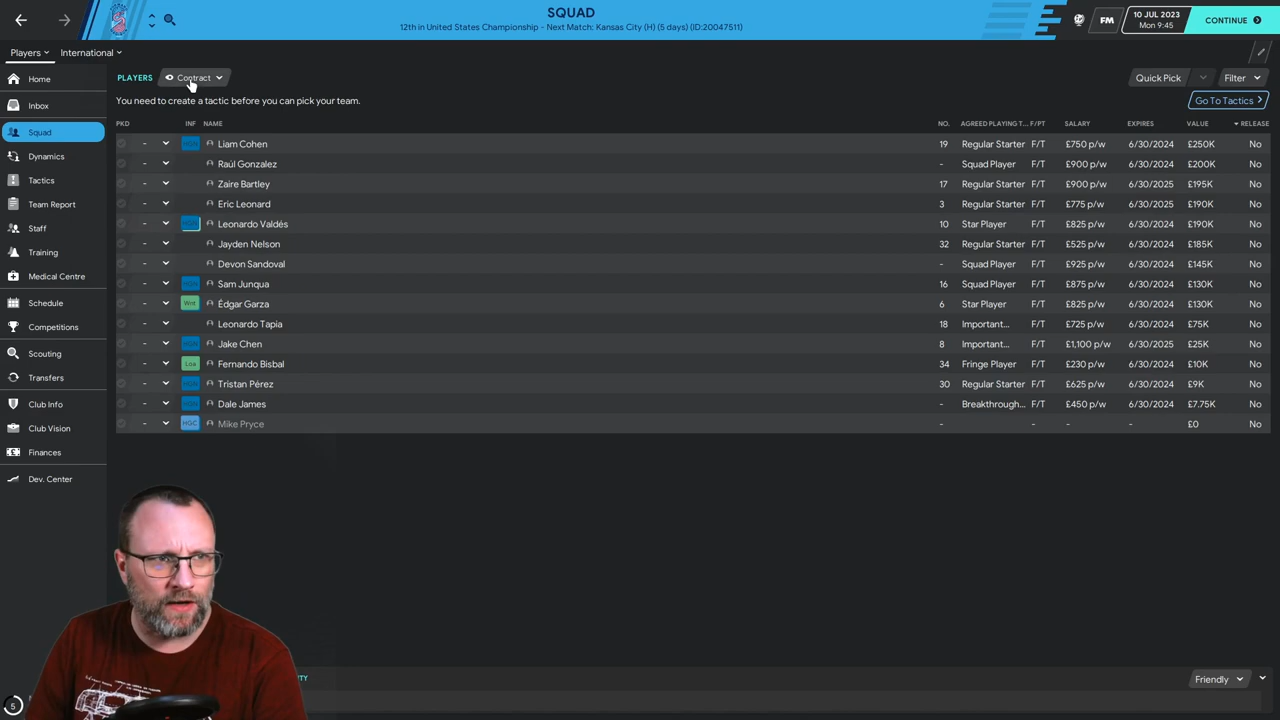 SQUAD
12th in United States Championship - Next Match: Kansas City (H) (5 days) (ID:20047511)
FM
10 JUL 2023
Mon 9:45
CONTINUE
Players
International
Home
Inbox
Squad
Dynamics
Tactics
Team Report
Staff
Training
Medical Centre
Schedule
Competitions
Scouting
Transfers
Club Info
Club Vision
Finances
Dev. Center
PLAYERS Contract Quick Pick Filter
You need to create a tactic before you can pick your team. Go To Tactics
PKD INF NAME NO. AGREED PLAYING T... F/PT SALARY EXPIRES VALUE RELEASE
- HGN Liam Cohen 19 Regular Starter F/T £750 p/w 6/30/2024 £250K No
- Raúl Gonzalez - Squad Player F/T £900 p/w 6/30/2024 £200K No
- Zaire Bartley 17 Regular Starter F/T £900 p/w 6/30/2025 £195K No
- Eric Leonard 3 Regular Starter F/T £775 p/w 6/30/2025 £190K No
- HGN Leonardo Valdés 10 Star Player F/T £825 p/w 6/30/2024 £190K No
- Jayden Nelson 32 Regular Starter F/T £525 p/w 6/30/2024 £185K No
- Devon Sandoval - Squad Player F/T £925 p/w 6/30/2024 £145K No
- HGN Sam Junqua 16 Squad Player F/T £875 p/w 6/30/2024 £130K No
- Wnt Édgar Garza 6 Star Player F/T £825 p/w 6/30/2024 £130K No
- Leonardo Tapia 18 Important... F/T £725 p/w 6/30/2024 £75K No
- HGN Jake Chen 8 Important... F/T £1,100 p/w 6/30/2025 £25K No
- Loa Fernando Bisbal 34 Fringe Player F/T £230 p/w 6/30/2024 £10K No
- HGN Tristan Pérez 30 Regular Starter F/T £625 p/w 6/30/2024 £9K No
- HGN Dale James - Breakthrough... F/T £450 p/w 6/30/2024 £7.75K No
- HGC Mike Pryce - - - - £0 No
Friendly
5